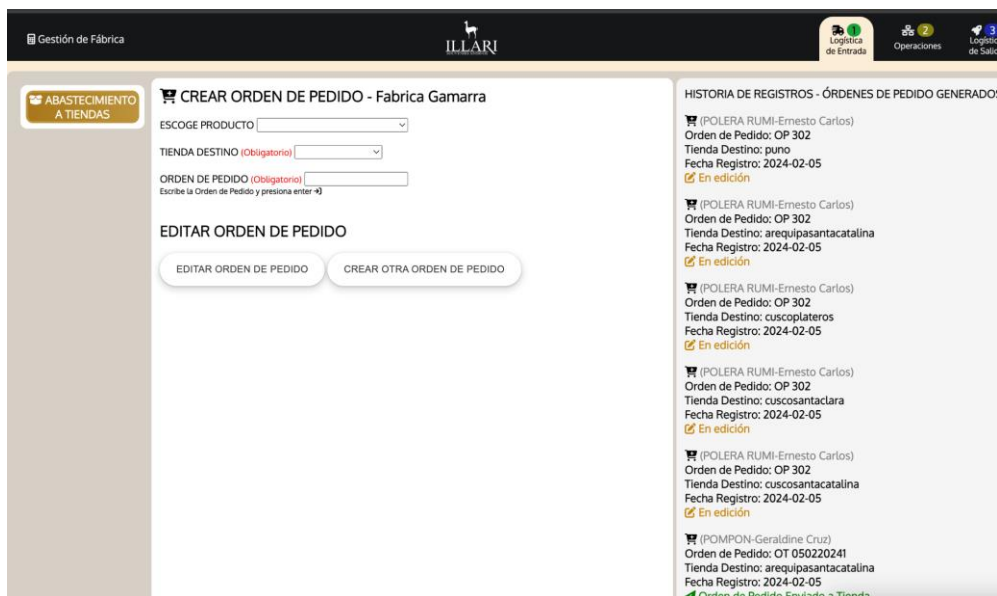 Gestión de Fábrica
ILLARI
1
Logística
de Entrada
2
Operaciones
3
de
ABASTECIMIENTO
A TIENDAS
CREAR ORDEN DE PEDIDO - Fabrica Gamarra
ESCOGE PRODUCTO
TIENDA DESTINO (Obligatorio)
ORDEN DE PEDIDO (Obligatorio)
Escribe la Orden de Pedido y presiona enter
EDITAR ORDEN DE PEDIDO
EDITAR ORDEN DE PEDIDO
CREAR OTRA ORDEN DE PEDIDO
HISTORIA DE REGISTROS - ÓRDENES DE PEDIDO GENERADOS
(POLERA RUMI-Ernesto Carlos)
Orden de Pedido: OP 302
Tienda Destino: puno
Fecha Registro: 2024-02-05
En edición
(POLERA RUMI-Ernesto Carlos)
Orden de Pedido: OP 302
Tienda Destino: arequipasantacatalina
Fecha Registro: 2024-02-05
En edición
(POLERA RUMI-Ernesto Carlos)
Orden de Pedido: OP 302
Tienda Destino: cuscoplateros
Fecha Registro: 2024-02-05
En edición
(POLERA RUMI-Ernesto Carlos)
Orden de Pedido: OP 302
Tienda Destino: cuscosantaclara
Fecha Registro: 2024-02-05
En edición
(POLERA RUMI-Ernesto Carlos)
Orden de Pedido: OP 302
Tienda Destino: cuscosantacatalina
Fecha Registro: 2024-02-05
En edición
(POMPON-Geraldine Cruz)
Orden de Pedido: OT 050220241
Tienda Destino: arequipasantacatalina
Fecha Registro: 2024-02-05
Orden de Pedido Enviado a Tienda